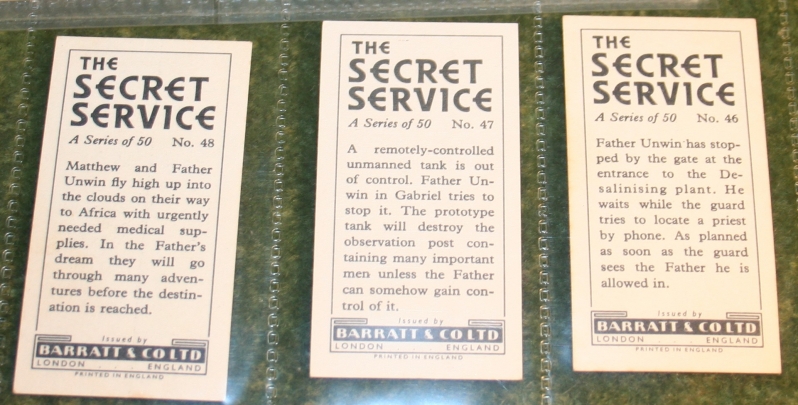 THE
SECRET
SERVICE
A Series of 50 No. 48
Matthew and Father
Unwin fly high up into
the clouds on their way
to Africa with urgently
needed medical sup-
plies. In the Father's
dream they will go
through many adven-
tures before the destin-
ation is reached.
Issued by
BARRATT & CO LTD
LONDON . . . ENGLAND
PRINTED IN ENGLAND
THE
SECRET
SERVICE
A Series of 50 No. 47
A remotely-controlled
unmanned tank is out
of control. Father Un-
win in Gabriel tries to
stop it. The prototype
tank will destroy the
observation post con-
taining many important
men unless the Father
can somehow gain con-
trol of it.
Issued by
BARRATT & CO LTD
LONDON . . . ENGLAND
PRINTED IN ENGLAND
THE
SECRET
SERVICE
A Series of 50 No. 46
Father Unwin has stop-
ped by the gate at the
entrance to the De-
salinising plant. He
waits while the guard
tries to locate a priest
by phone. As planned
as soon as the guard
sees the Father he is
allowed in.
Issued by
BARRATT & CO LTD
LONDON . . . ENGLAND
PRINTED IN ENGLAND